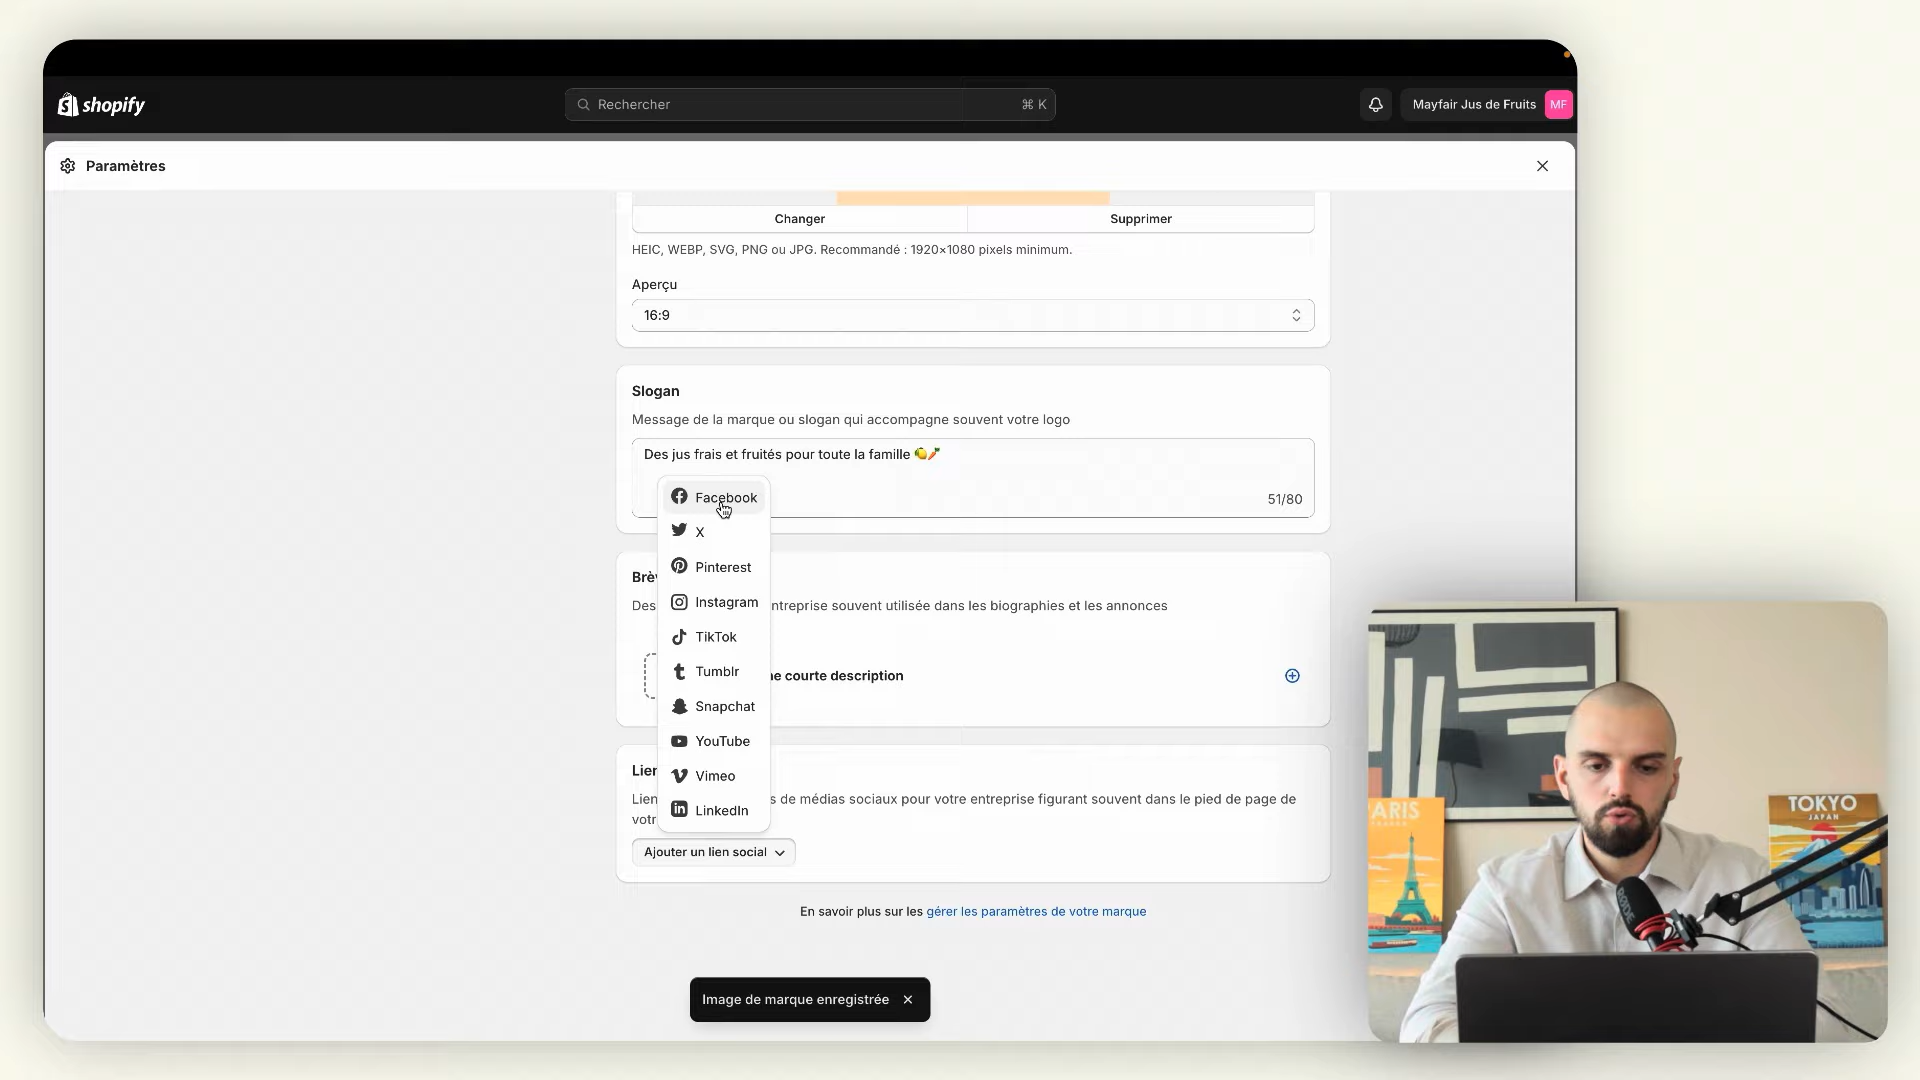 shopify
Rechercher
⌘ K
Mayfair Jus de Fruits
MF
Paramètres
Changer
Supprimer
HEIC, WEBP, SVG, PNG ou JPG. Recommandé : 1920×1080 pixels minimum.
Aperçu
16:9
Slogan
Message de la marque ou slogan qui accompagne souvent votre logo
Des jus frais et fruités pour toute la famille 🍋🥕
51/80
Facebook
X
Pinterest
Instagram
TikTok
Tumblr
Snapchat
YouTube
Vimeo
LinkedIn
Des
entreprise souvent utilisée dans les biographies et les annonces
courte description
Lien
de médias sociaux pour votre entreprise figurant souvent dans le pied de page de
Ajouter un lien social
En savoir plus sur les gérer les paramètres de votre marque
Image de marque enregistrée
ARIS
TOKYO
JAPAN
RØDE